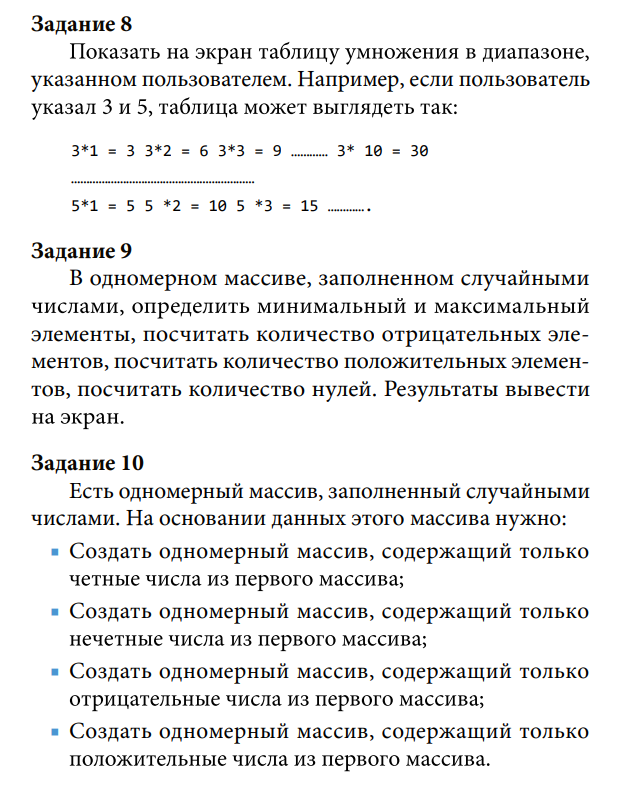 Задание 8
Показать на экран таблицу умножения в диапазоне,
указанном пользователем. Например, если пользователь
указал 3 и 5, таблица может выглядеть так:
3*1 = 3 3*2 = 6 3*3 = 9 ………… 3* 10 = 30
……………………………………………………
5*1 = 5 5 *2 = 10 5 *3 = 15 ………….
Задание 9
В одномерном массиве, заполненном случайными
числами, определить минимальный и максимальный
элементы, посчитать количество отрицательных эле-
ментов, посчитать количество положительных элемен-
тов, посчитать количество нулей. Результаты вывести
на экран.
Задание 10
Есть одномерный массив, заполненный случайными
числами. На основании данных этого массива нужно:
■ Создать одномерный массив, содержащий только
четные числа из первого массива;
■ Создать одномерный массив, содержащий только
нечетные числа из первого массива;
■ Создать одномерный массив, содержащий только
отрицательные числа из первого массива;
■ Создать одномерный массив, содержащий только
положительные числа из первого массива.